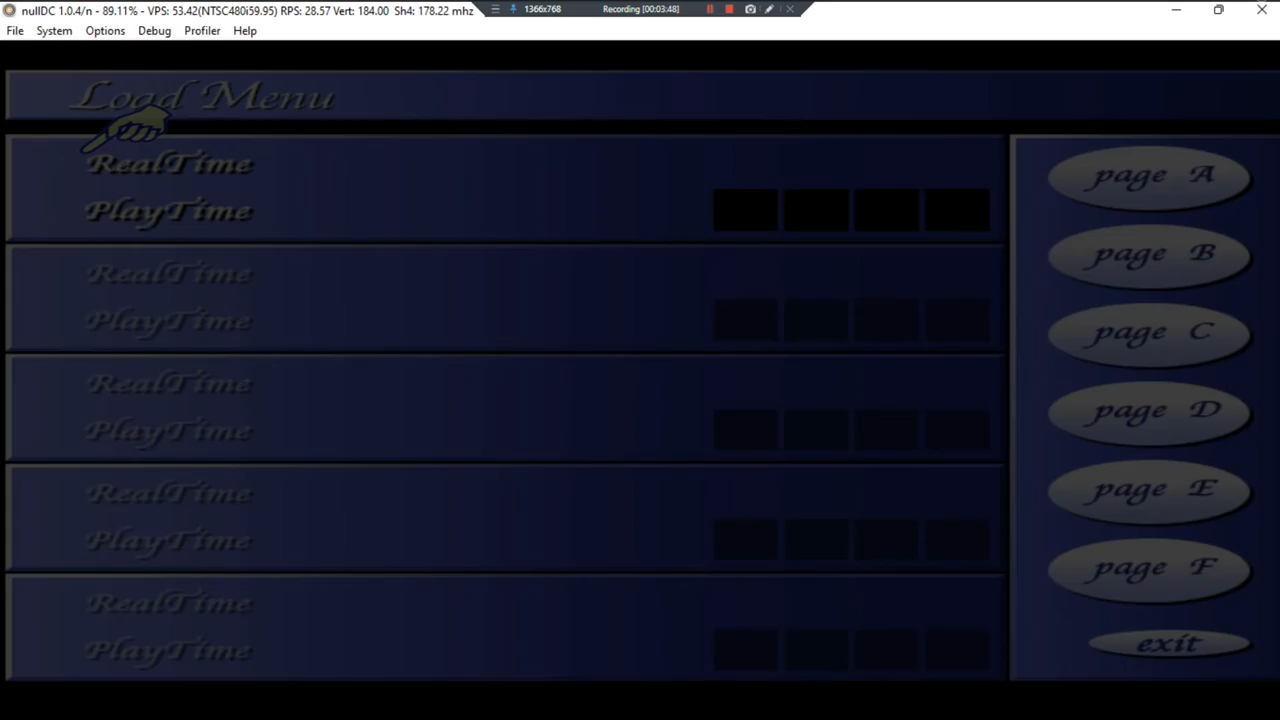 nullDC 1.0.4/n - 89.11% - VPS: 53.42(NTSC480i59.95) RPS: 28.57 Vert: 184.00 Sh4: 178.22 mhz
1366x768 Recording [00:03:48]
File System Options Debug Profiler Help
Load Menu
RealTime
PlayTime
RealTime
PlayTime
RealTime
PlayTime
RealTime
PlayTime
RealTime
PlayTime
page A
page B
page C
page D
page E
page F
exit